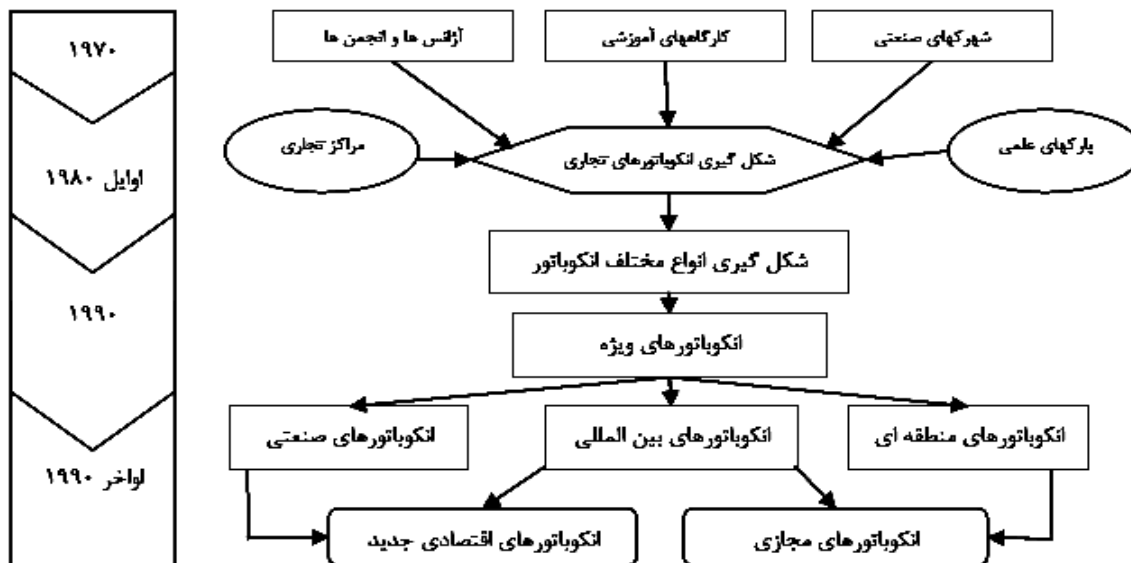 ۱۹۷۰
اوایل ۱۹۸۰
۱۹۹۰
اواخر ۱۹۹۰
شهرکهای صنعتی
کارگاههای آموزشی
آژانس ها و انجمن ها
پارکهای علمی
شکل گیری انکوباتورهای تجاری
مراکز تجاری
شکل گیری انواع مختلف انکوباتور
انکوباتورهای ویژه
انکوباتورهای منطقه ای
انکوباتورهای بین المللی
انکوباتورهای صنعتی
انکوباتورهای مجازی
انکوباتورهای اقتصادی جدید